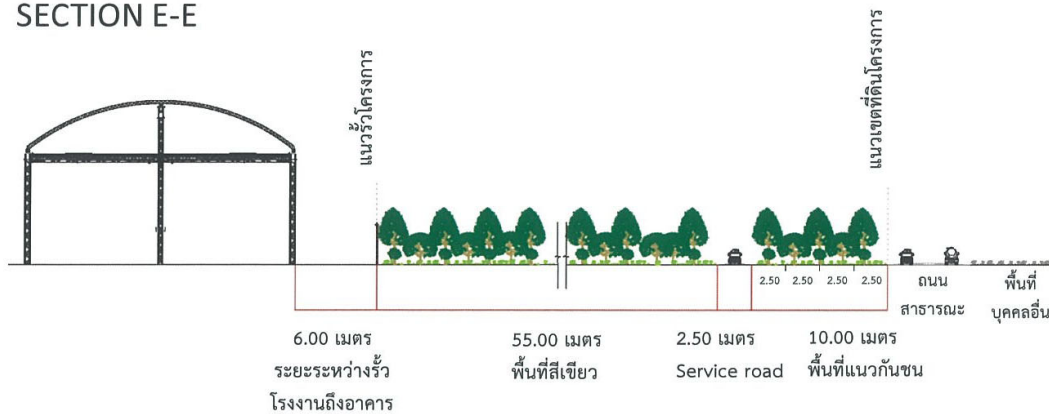 SECTION E-E
แนวรั้วโครงการ
แนวเขตที่ดินโครงการ
2.50 2.50 2.50 2.50
ถนน
สาธารณะ
พื้นที่
บุคคลอื่น
6.00 เมตร
ระยะระหว่างรั้ว
โรงงานถึงอาคาร
55.00 เมตร
พื้นที่สีเขียว
2.50 เมตร
Service road
10.00 เมตร
พื้นที่แนวกันชน